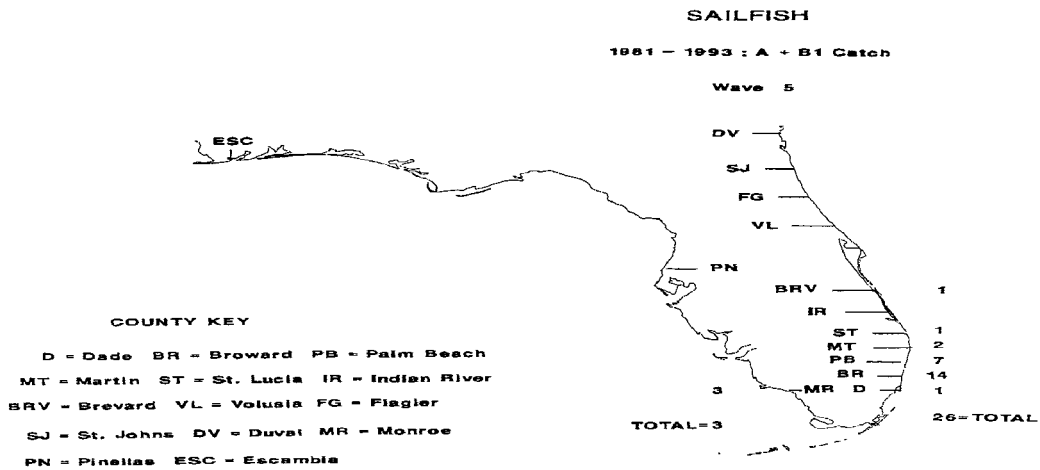 SAILFISH
1981 - 1993 : A + B1 Catch
Wave 5
DV
ESC
SJ
FG
VL
PN
BRV 1
IR
COUNTY KEY
ST 1
MT 2
D = Dade BR = Broward PB = Palm Beach
PB 7
MT = Martin ST = St. Lucia IR = Indian River
BR 14
3 MR D 1
BRV = Brevard VL = Volusia FG = Flagler
TOTAL=3 26=TOTAL
SJ = St. Johns DV = Duval MR = Monroe
PN = Pinellas ESC = Escambia